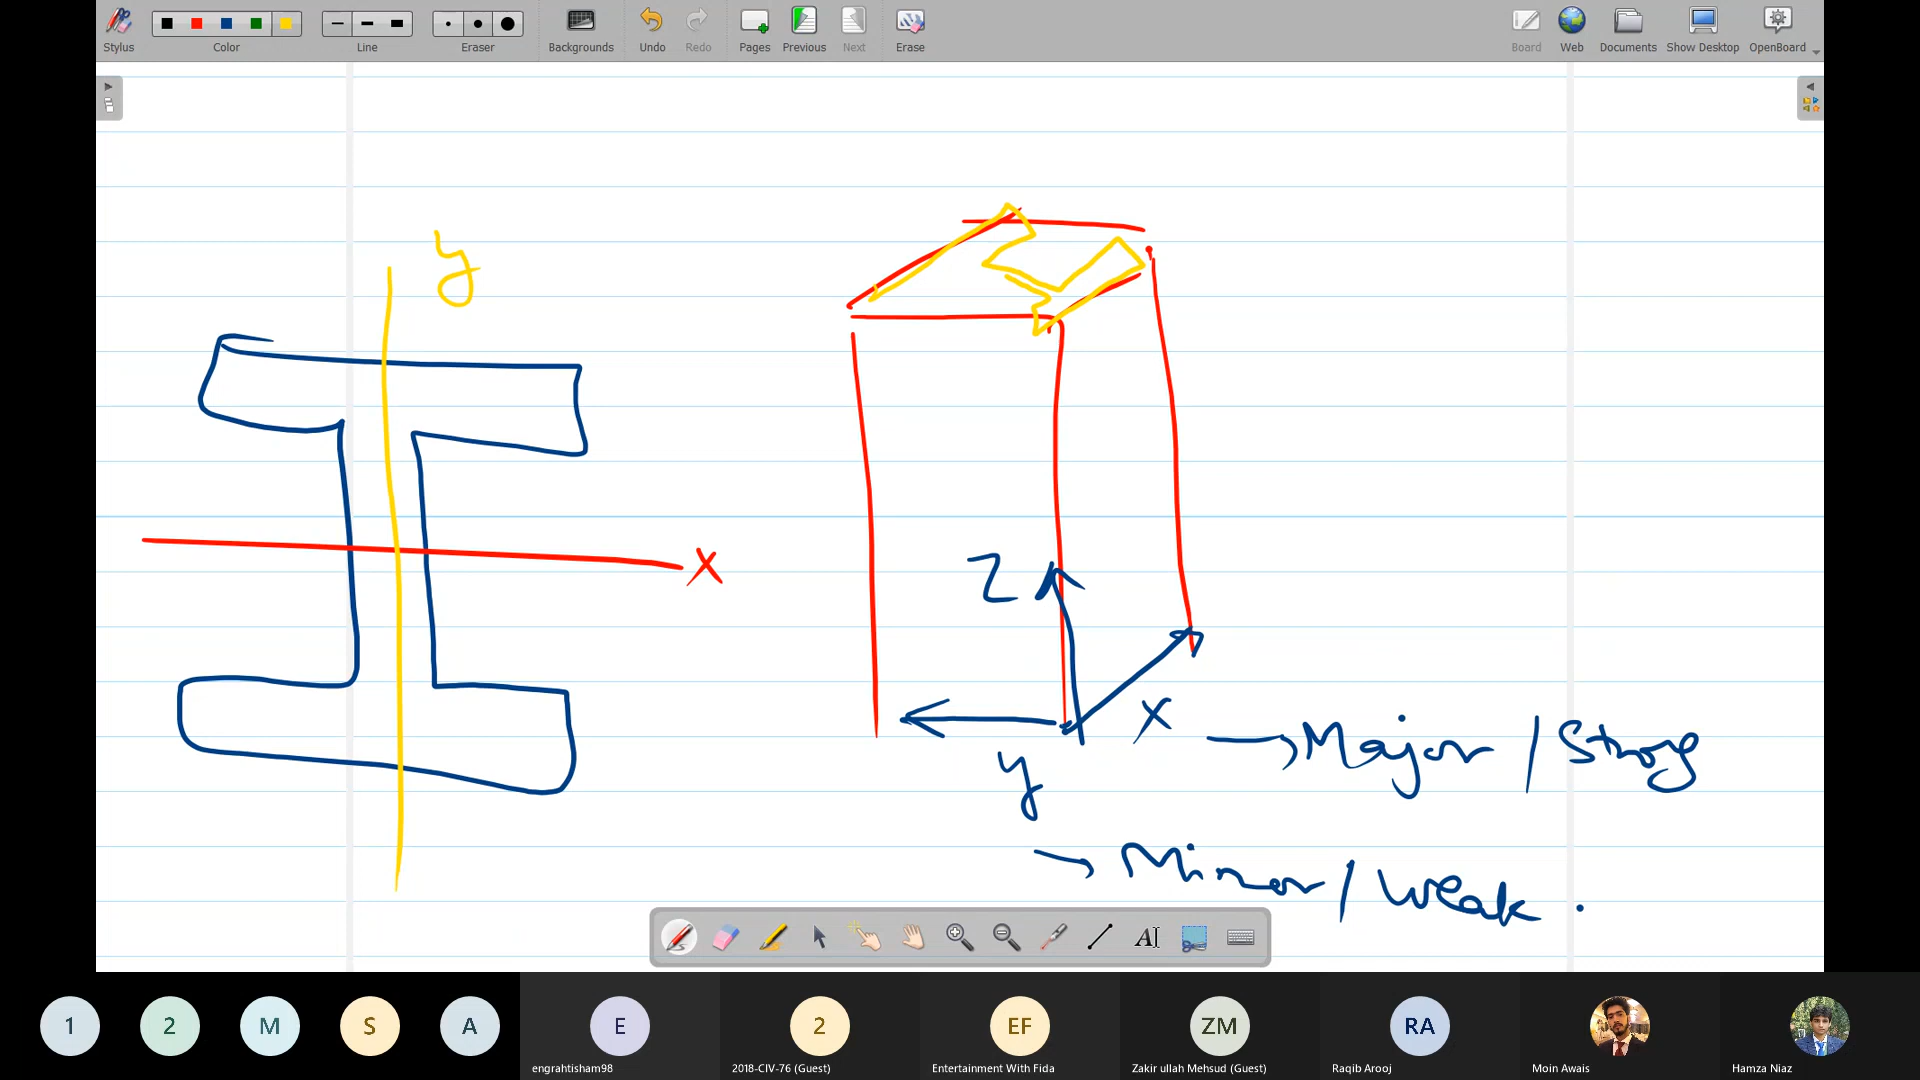 Stylus
Color
Line
Eraser
Backgrounds
Undo
Redo
Pages
Previous
Next
Erase
Board
Web
Documents
Show Desktop
OpenBoard
y
x
Z
x → Major / Strong
y
→ Minor / Weak .
AI
1
2
M
S
A
E
2
EF
ZM
RA
engrahtisham98
2018-CIV-76 (Guest)
Entertainment With Fida
Zakir ullah Mehsud (Guest)
Raqib Arooj
Moin Awais
Hamza Niaz